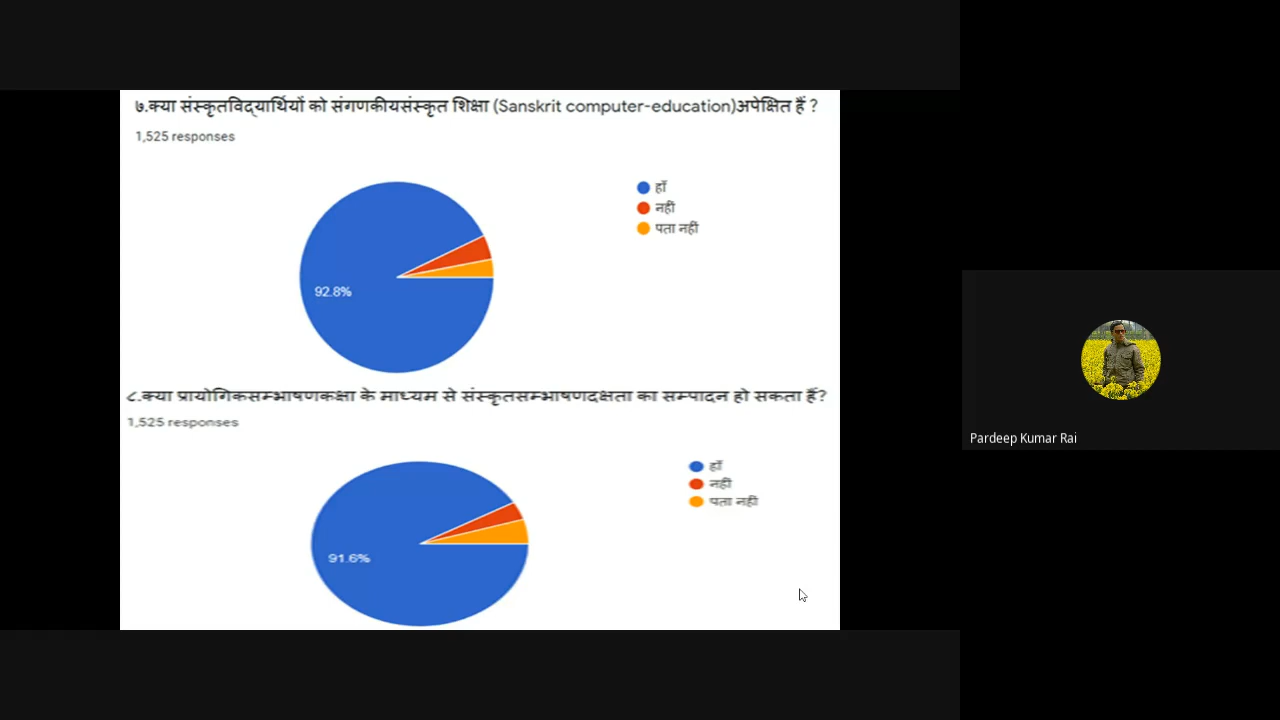 ७.क्या संस्कृतविद्यार्थियों को संगणकीयसंस्कृत शिक्षा (Sanskrit computer-education)अपेक्षित हैं ?
1,525 responses
हाँ
नहीं
पता नहीं
92.8%
८.क्या प्रायोगिकसम्भाषणकक्षा के माध्यम से संस्कृतसम्भाषणदक्षता का सम्पादन हो सकता हैं?
1,525 responses
हाँ
नहीं
पता नहीं
91.6%
Pardeep Kumar Rai